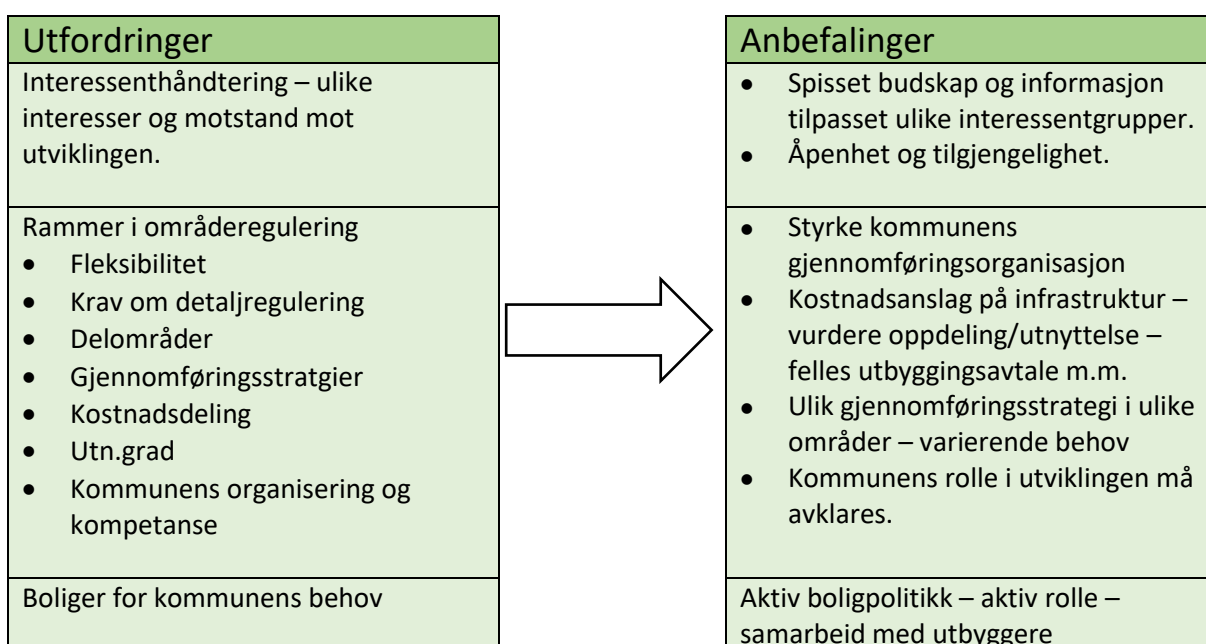 Utfordringer
Interessenthåndtering – ulike
interesser og motstand mot
utviklingen.
Rammer i områderegulering
• Fleksibilitet
• Krav om detaljregulering
• Delområder
• Gjennomføringsstratgier
• Kostnadsdeling
• Utn.grad
• Kommunens organisering og
kompetanse
Boliger for kommunens behov
Anbefalinger
• Spisset budskap og informasjon
tilpasset ulike interessentgrupper.
• Åpenhet og tilgjengelighet.
• Styrke kommunens
gjennomføringsorganisasjon
• Kostnadsanslag på infrastruktur –
vurdere oppdeling/utnyttelse –
felles utbyggingsavtale m.m.
• Ulik gjennomføringsstrategi i ulike
områder – varierende behov
• Kommunens rolle i utviklingen må
avklares.
Aktiv boligpolitikk – aktiv rolle –
samarbeid med utbyggere